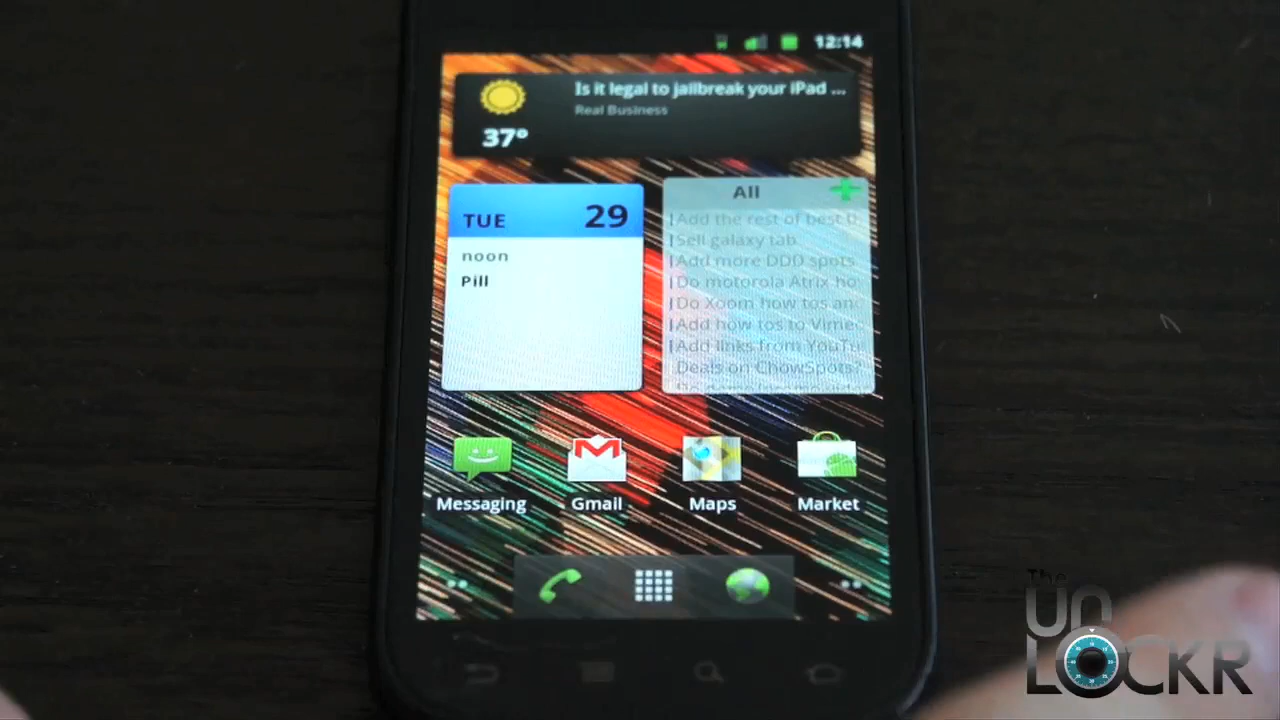 12:14
Is it legal to jailbreak your iPad ...
Real Business
37°
TUE 29
noon
Pill
All
Add the rest of best
Sell galaxy tab
Add more DDD spots
Do motorola Atrix ho
Do Xoom how tos and
Add how tos to Vimeo
Add links from YouTu
Deals on ChowSpots?
Messaging
Gmail
Maps
Market
The
UN
LOCKR